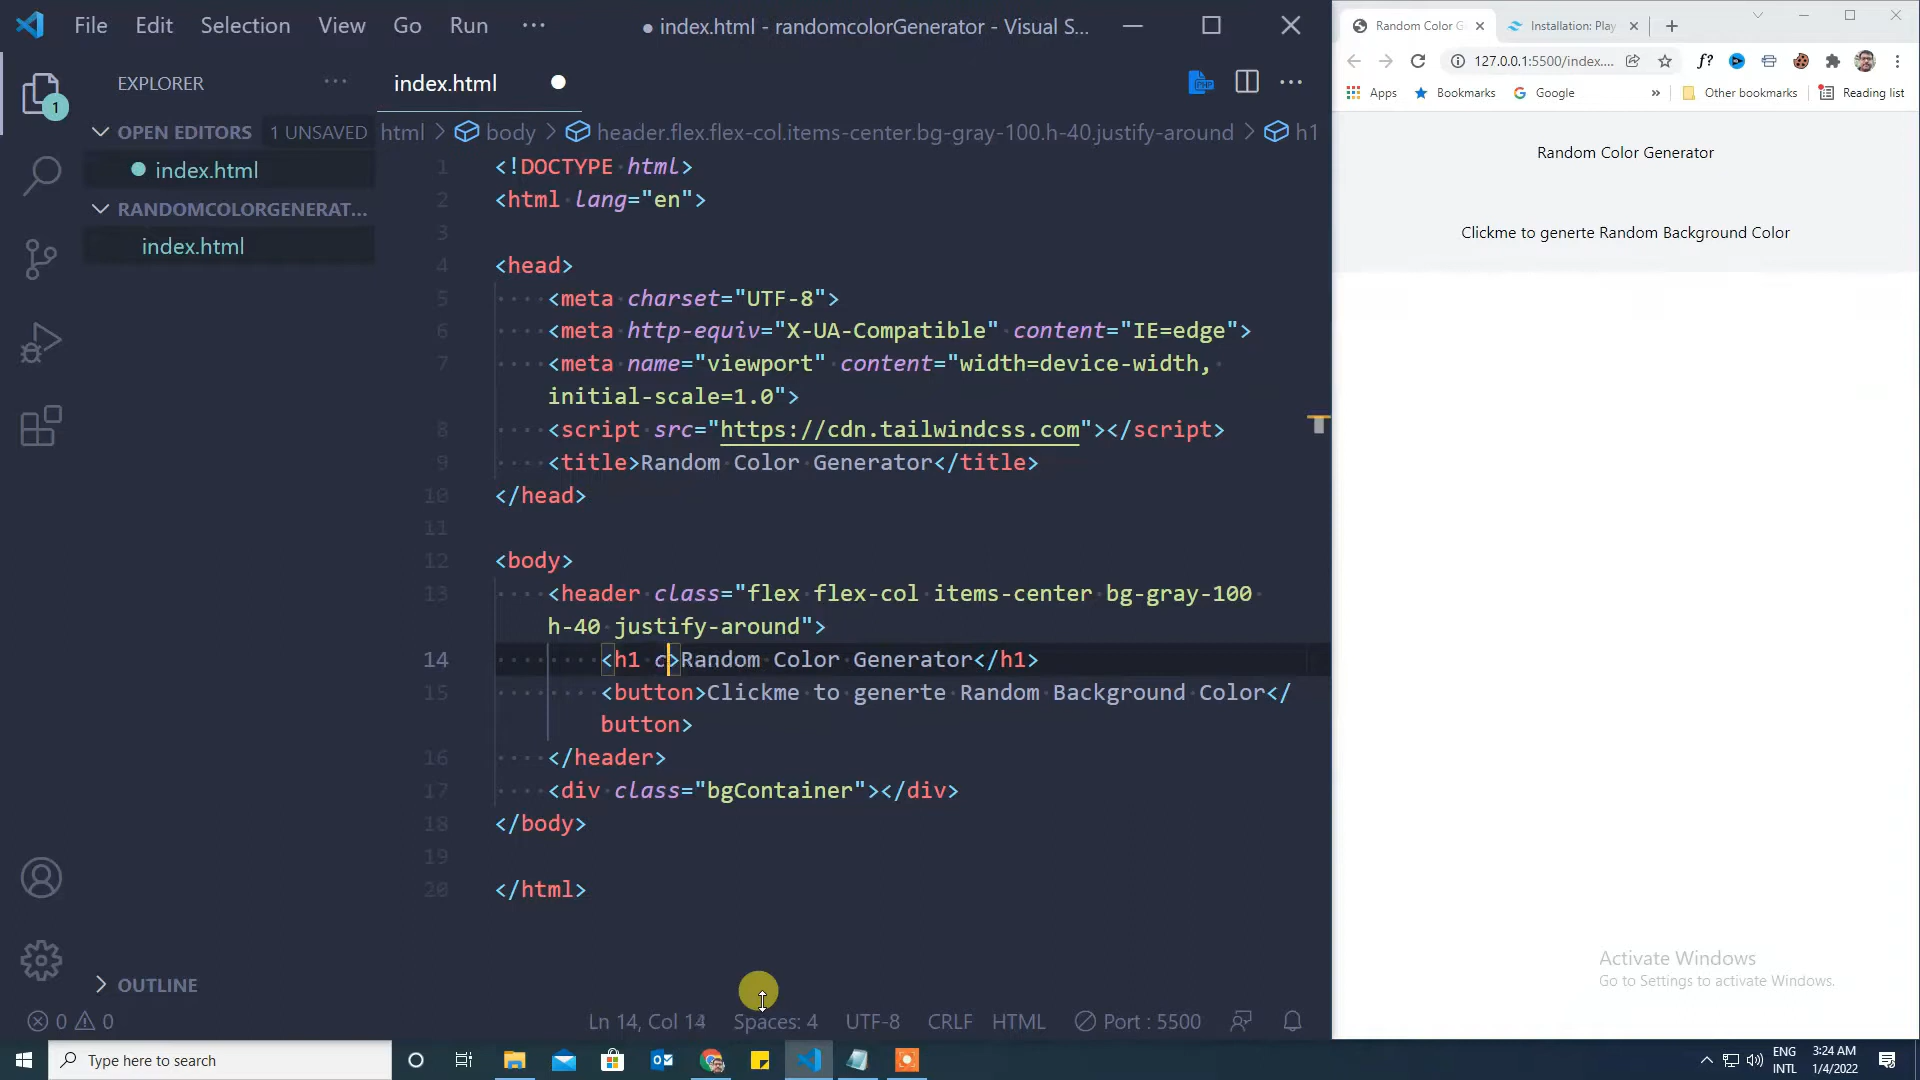 File Edit Selection View Go Run ··· ● index.html - randomcolorGenerator - Visual S...
EXPLORER ···
OPEN EDITORS 1 UNSAVED
index.html
RANDOMCOLORGENERAT...
index.html
OUTLINE
1
index.html
html > body > header.flex.flex-col.items-center.bg-gray-100.h-40.justify-around > h1
1 <!DOCTYPE html>
2 <html lang="en">
3
4 <head>
5 <meta charset="UTF-8">
6 <meta http-equiv="X-UA-Compatible" content="IE=edge">
7 <meta name="viewport" content="width=device-width,
initial-scale=1.0">
8 <script src="https://cdn.tailwindcss.com"></script>
9 <title>Random Color Generator</title>
10 </head>
11
12 <body>
13 <header class="flex flex-col items-center bg-gray-100
h-40 justify-around">
14 <h1 c>Random Color Generator</h1>
15 <button>Clickme to generte Random Background Color</
button>
16 </header>
17 <div class="bgContainer"></div>
18 </body>
19
20 </html>
0 0 Ln 14, Col 14 Spaces: 4 UTF-8 CRLF HTML Port : 5500
Random Color G Installation: Play
127.0.0.1:5500/index.... f?
Apps Bookmarks Google » Other bookmarks Reading list
Random Color Generator
Clickme to generte Random Background Color
Activate Windows
Go to Settings to activate Windows.
Type here to search
ENG
INTL
3:24 AM
1/4/2022